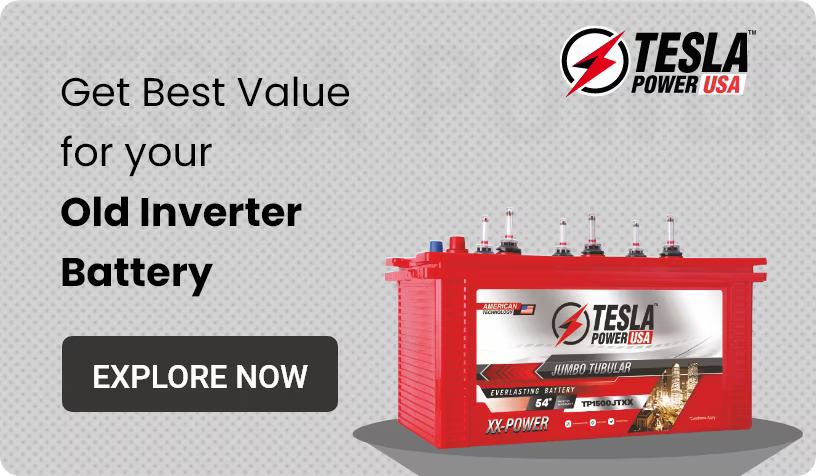 TESLA™
POWER USA
Get Best Value
for your
Old Inverter
Battery
EXPLORE NOW
AMERICAN
TECHNOLOGY
TESLA™
POWER USA
JUMBO TUBULAR
EVERLASTING BATTERY
54*
TP1500JTXX
XX-POWER